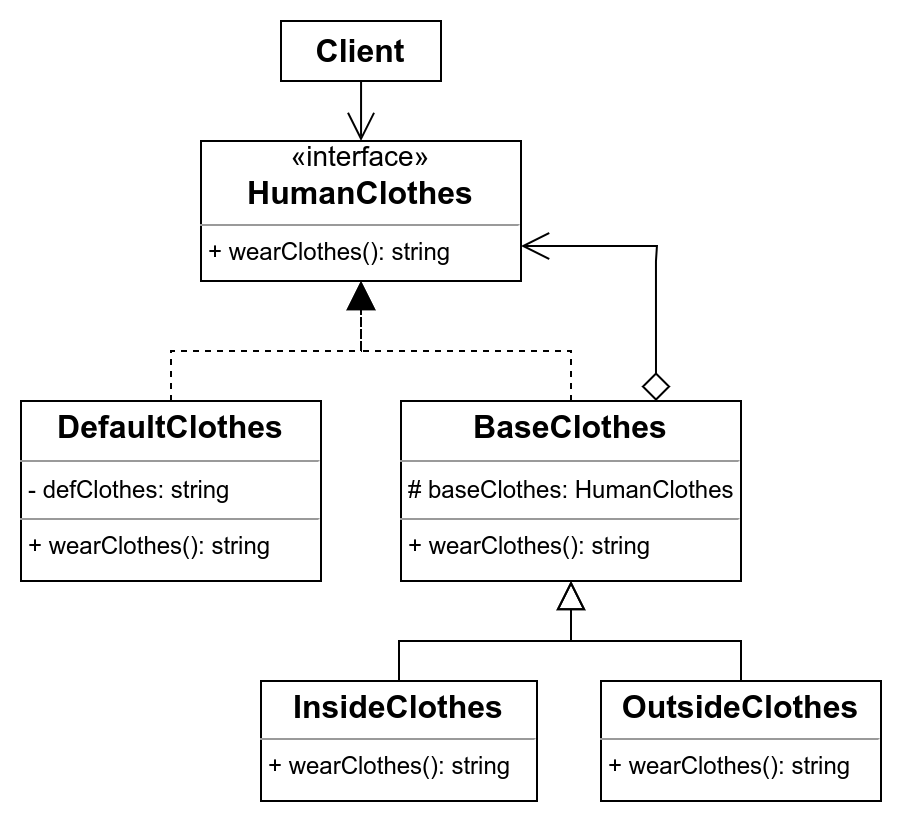 Client
«interface»
HumanClothes
+ wearClothes(): string
DefaultClothes
- defClothes: string
+ wearClothes(): string
BaseClothes
# baseClothes: HumanClothes
+ wearClothes(): string
InsideClothes
+ wearClothes(): string
OutsideClothes
+ wearClothes(): string